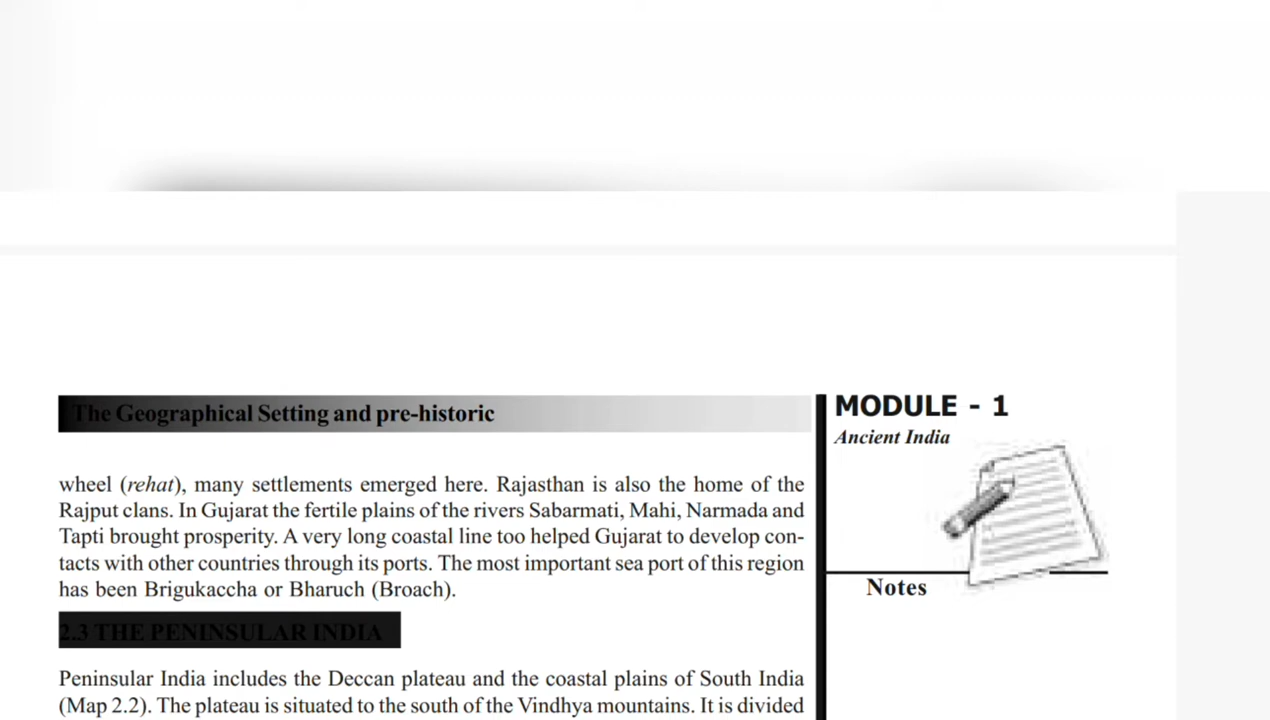 The Geographical Setting and pre-historic
MODULE - 1
Ancient India
Notes
wheel (rehat), many settlements emerged here. Rajasthan is also the home of the
Rajput clans. In Gujarat the fertile plains of the rivers Sabarmati, Mahi, Narmada and
Tapti brought prosperity. A very long coastal line too helped Gujarat to develop con-
tacts with other countries through its ports. The most important sea port of this region
has been Brigukaccha or Bharuch (Broach).
2.3 THE PENINSULAR INDIA
Peninsular India includes the Deccan plateau and the coastal plains of South India
(Map 2.2). The plateau is situated to the south of the Vindhya mountains. It is divided